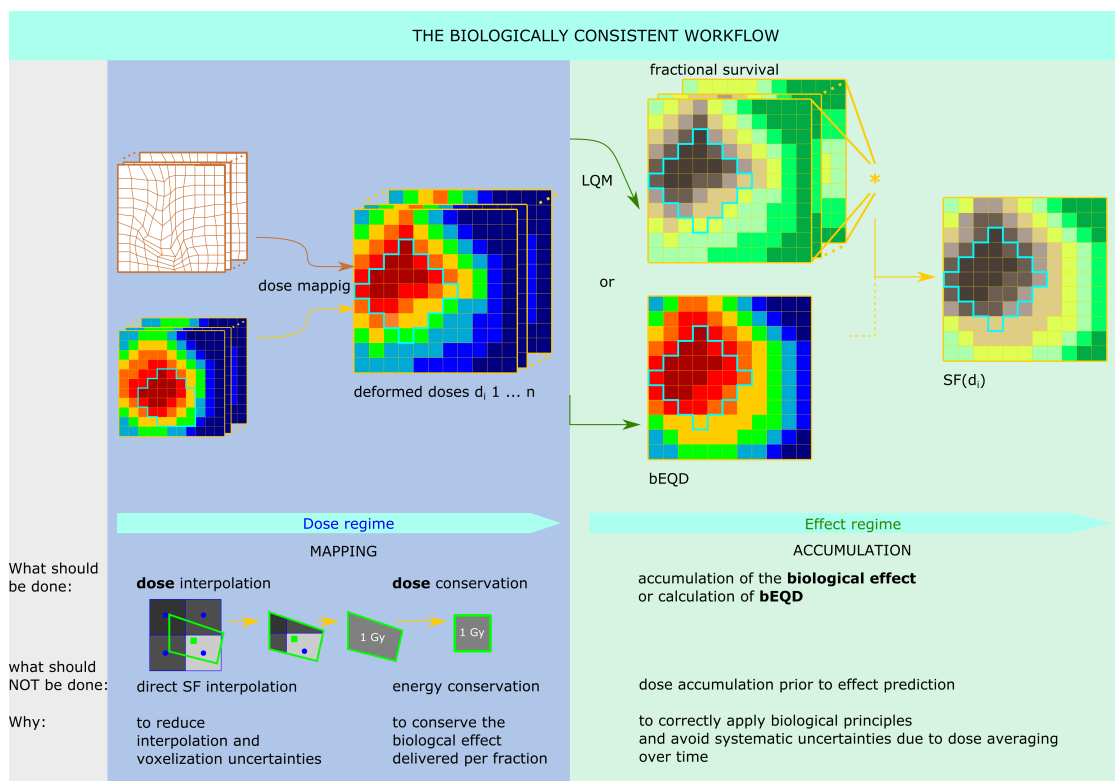 THE BIOLOGICALLY CONSISTENT WORKFLOW
fractional survival
LQM
*
dose mappig
or
deformed doses di 1 ... n
SF(di)
bEQD
Dose regime
Effect regime
MAPPING
ACCUMULATION
What should
be done:
dose interpolation
dose conservation
accumulation of the biological effect
or calculation of bEQD
1 Gy
1 Gy
what should
NOT be done:
direct SF interpolation
energy conservation
dose accumulation prior to effect prediction
Why:
to reduce
interpolation and
voxelization uncertainties
to conserve the
biologcal effect
delivered per fraction
to correctly apply biological principles
and avoid systematic uncertainties due to dose averaging
over time